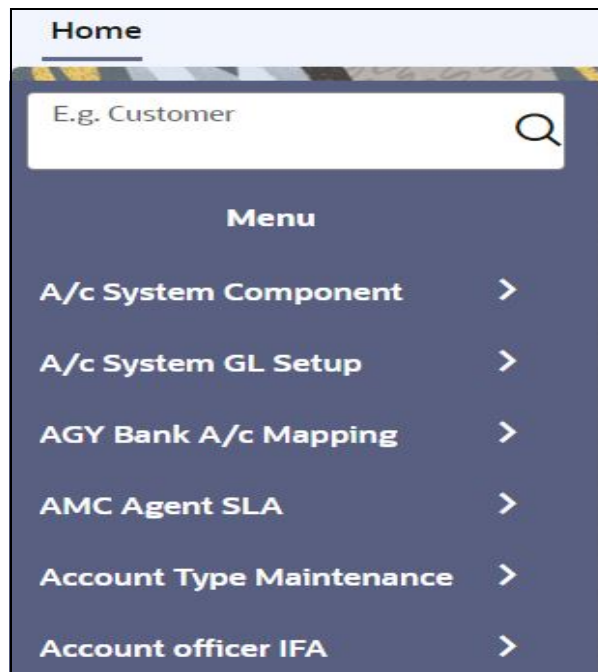 Home
E.g. Customer
Menu
A/c System Component
A/c System GL Setup
AGY Bank A/c Mapping
AMC Agent SLA
Account Type Maintenance
Account officer IFA